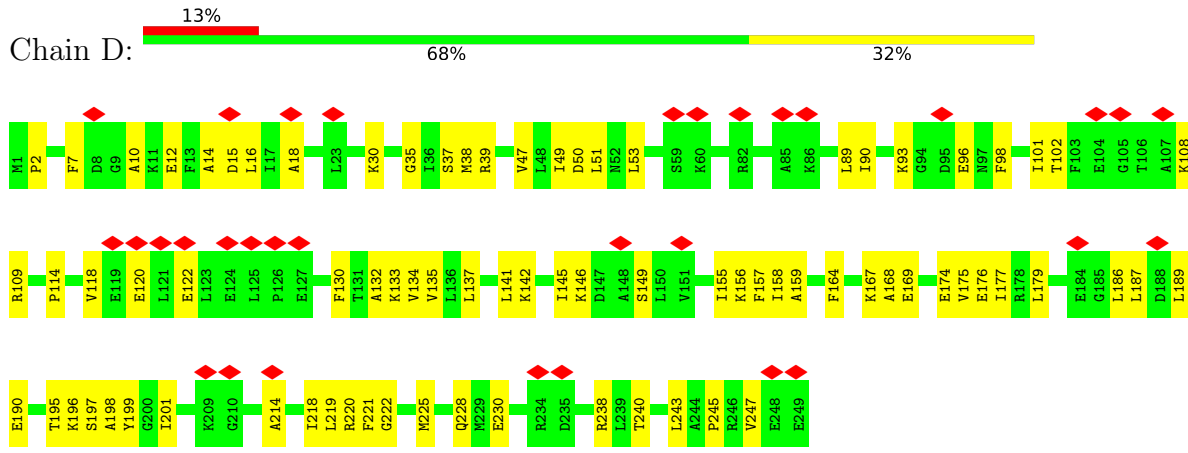 13%
Chain D:
68% 32%
M1 P2 F7 D8 G9 A10 K11 E12 F13 A14 D15 L16 I17 A18 L23 K30 G35 I36 S37 M38 R39 V47 L48 I49 D50 L51 N52 L53 S59 K60 R82 A85 K86 L89 I90 K93 G94 D95 E96 N97 F98 I101 T102 F103 E104 G105 T106 A107 K108
R109 P114 V118 E119 E120 L121 E122 L123 E124 L125 P126 E127 F130 T131 A132 K133 V134 V135 L136 L137 L141 K142 I145 K146 D147 A148 S149 L150 V151 I155 K156 F157 I158 A159 F164 K167 A168 E169 E174 V175 E176 I177 R178 L179 E184 G185 L186 L187 D188 L189
E190 T195 K196 S197 A198 Y199 G200 I201 K209 G210 A214 I218 L219 R220 F221 G222 M225 Q228 M229 E230 R234 D235 R238 L239 T240 L243 A244 P245 R246 V247 E248 E249